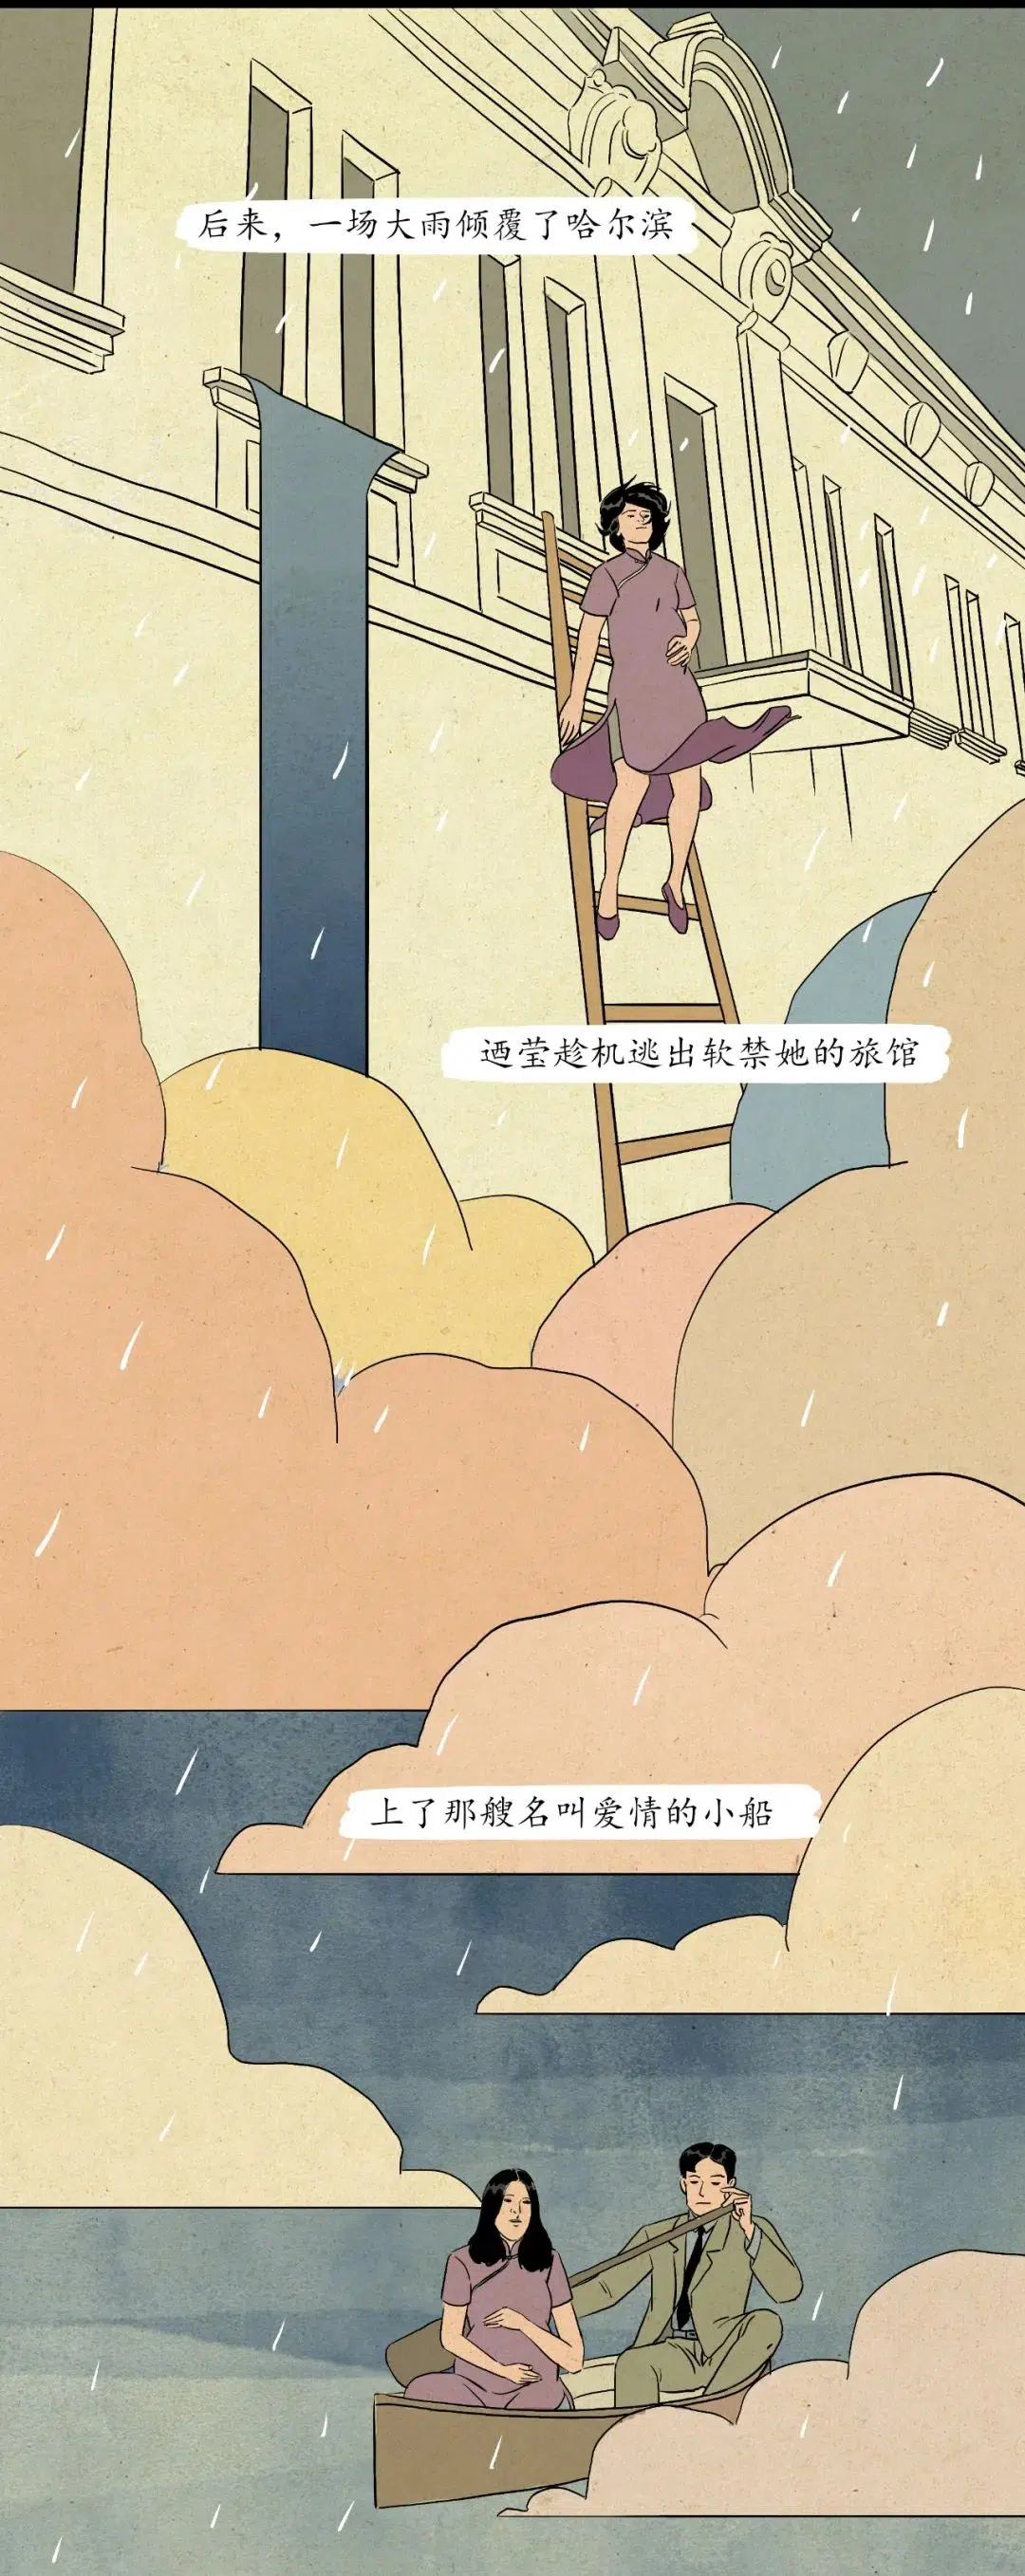 后来，一场大雨倾覆了哈尔滨
迺莹趁机逃出软禁她的旅馆
上了那艘名叫爱情的小船